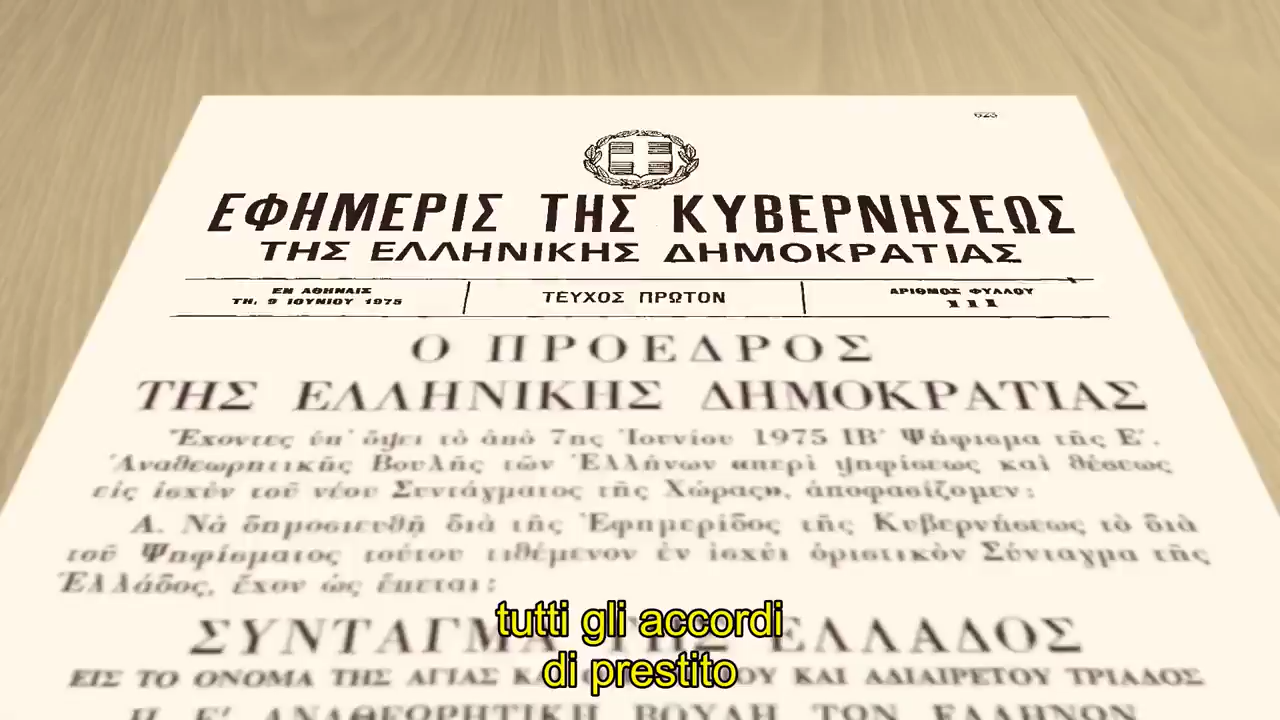 623
ΕΦΗΜΕΡΙΣ ΤΗΣ ΚΥΒΕΡΝΗΣΕΩΣ
ΤΗΣ ΕΛΛΗΝΙΚΗΣ ΔΗΜΟΚΡΑΤΙΑΣ
ΕΝ ΑΘΗΝΑΙΣ
ΤΗ, 9 ΙΟΥΝΙΟΥ 1975
ΤΕΥΧΟΣ ΠΡΩΤΟΝ
ΑΡΙΘΜΟΣ ΦΥΛΛΟΥ
111
Ο ΠΡΟΕΔΡΟΣ
ΤΗΣ ΕΛΛΗΝΙΚΗΣ ΔΗΜΟΚΡΑΤΙΑΣ
Ἔχοντες ὑπ' ὄψει τὸ ἀπὸ 7ης Ἰουνίου 1975 ΙΒ' Ψήφισμα τῆς Ε'.
Ἀναθεωρητικῆς Βουλῆς τῶν Ἑλλήνων «περὶ ψηφίσεως καὶ θέσεως
εἰς ἰσχὺν τοῦ νέου Συντάγματος τῆς Χώρας», ἀποφασίζομεν:
Α. Νὰ δημοσιευθῇ διὰ τῆς Ἐφημερίδος τῆς Κυβερνήσεως τὸ διὰ
τοῦ Ψηφίσματος τούτου τιθέμενον ἐν ἰσχύι ὁριστικὸν Σύνταγμα τῆς
Ἑλλάδος, ἔχον ὡς ἕπεται:
ΣΥΝΤΑΓΜΑ ΤΗΣ ΕΛΛΑΔΟΣ
ΕΙΣ ΤΟ ΟΝΟΜΑ ΤΗΣ ΑΓΙΑΣ ΚΑΙ ΑΔΙΑΙΡΕΤΟΥ ΤΡΙΑΔΟΣ
Η Ε' ΑΝΑΘΕΩΡΗΤΙΚΗ ΒΟΥΛΗ ΤΩΝ ΕΛΛΗΝΩΝ
tutti gli accordi
di prestito